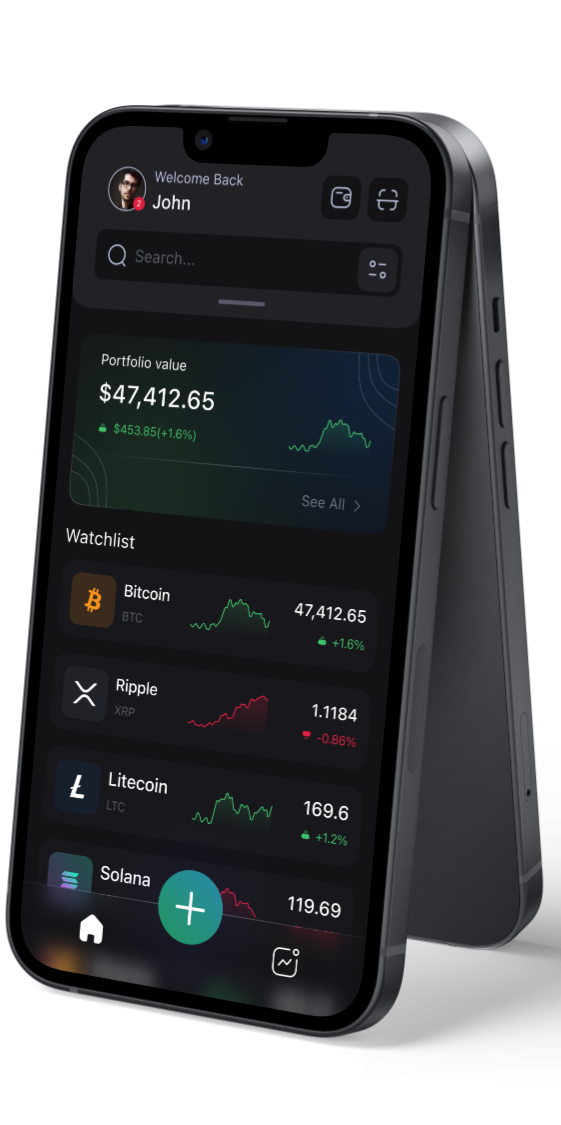 Welcome Back
John
2
Search...
Portfolio value
$47,412.65
$453.85(+1.6%)
See All
Watchlist
Bitcoin
BTC
47,412.65
+1.6%
Ripple
XRP
1.1184
-0.86%
Litecoin
LTC
169.6
+1.2%
Solana
119.69